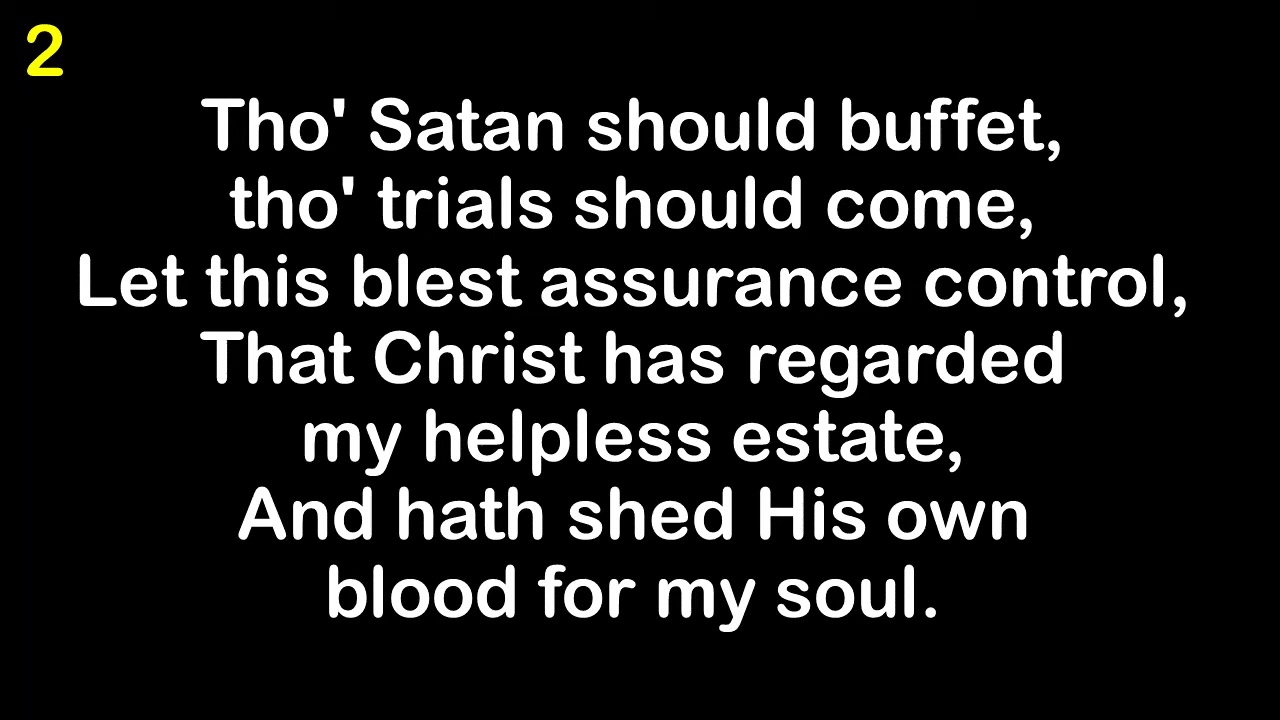 2
Tho' Satan should buffet,
tho' trials should come,
Let this blest assurance control,
That Christ has regarded
my helpless estate,
And hath shed His own
blood for my soul.